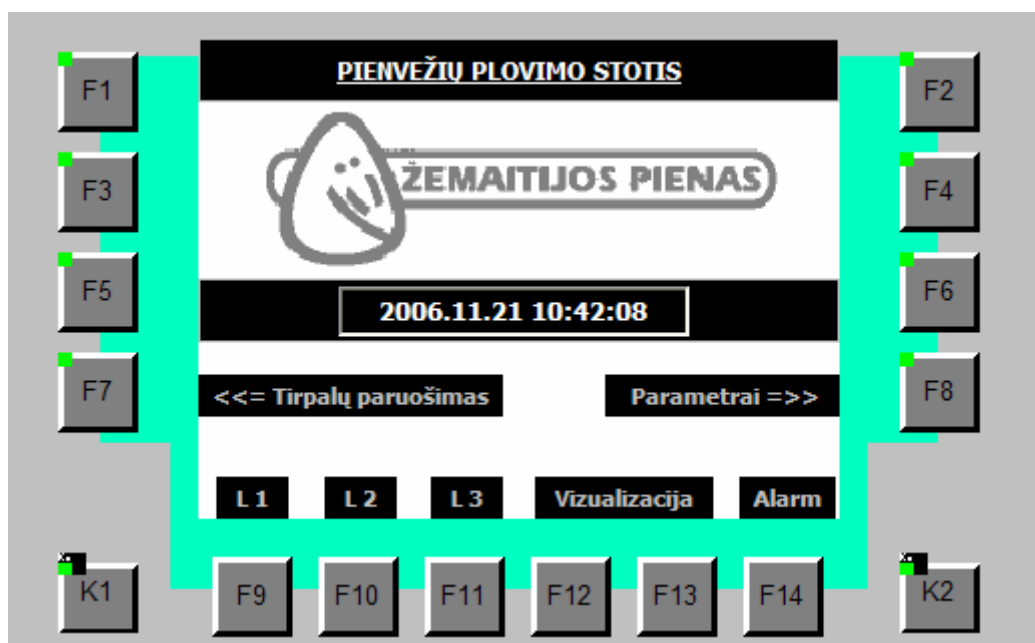 PIENVEŽIŲ PLOVIMO STOTIS
F1
F2
ŽEMAITIJOS PIENAS
F3
F4
2006.11.21 10:42:08
F5
F6
<<= Tirpalų paruošimas
Parametrai =>>
F7
F8
L 1
L 2
L 3
Vizualizacija
Alarm
K1
F9
F10
F11
F12
F13
F14
K2